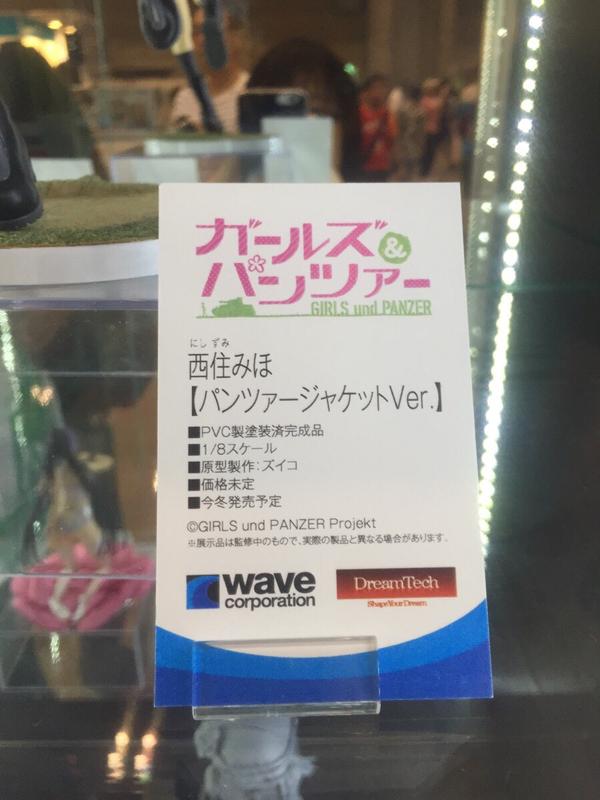 ガールズ&
パンツァー
GIRLS und PANZER
にしずみ
西住みほ
【パンツァージャケットVer.】
■PVC製塗装済完成品
■1/8スケール
■原型製作:ズイコ
■価格未定
■今冬発売予定
©GIRLS und PANZER Projekt
※展示品は監修中のもので、実際の製品と異なる場合があります。
wave
corporation
DreamTech
Shape Your Dream